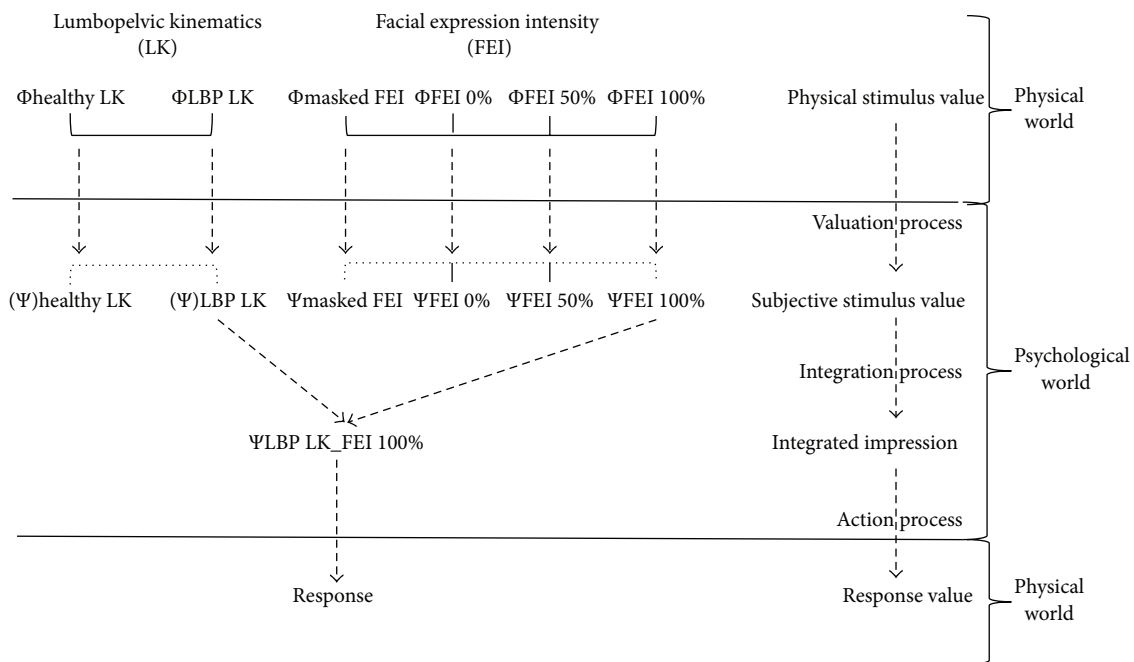 Lumbopelvic kinematics
(LK)
Facial expression intensity
(FEI)
Φhealthy LK ΦLBP LK Φmasked FEI ΦFEI 0% ΦFEI 50% ΦFEI 100% Physical stimulus value
Physical
world
Valuation process
(Ψ)healthy LK (Ψ)LBP LK Ψmasked FEI ΨFEI 0% ΨFEI 50% ΨFEI 100% Subjective stimulus value
Integration process
Psychological
world
ΨLBP LK_FEI 100% Integrated impression
Action process
Response Response value
Physical
world